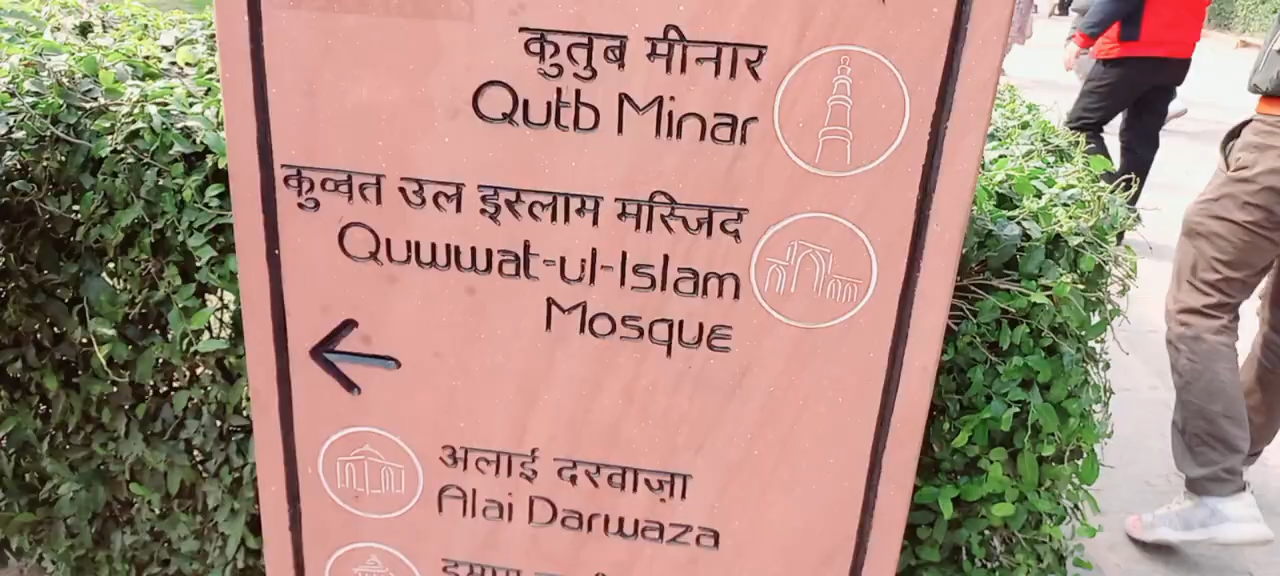 कुतुब मीनार
Qutb Minar
कुव्वत उल इस्लाम मस्जिद
Quwwat-ul-Islam
Mosque
अलाई दरवाज़ा
Alai Darwaza